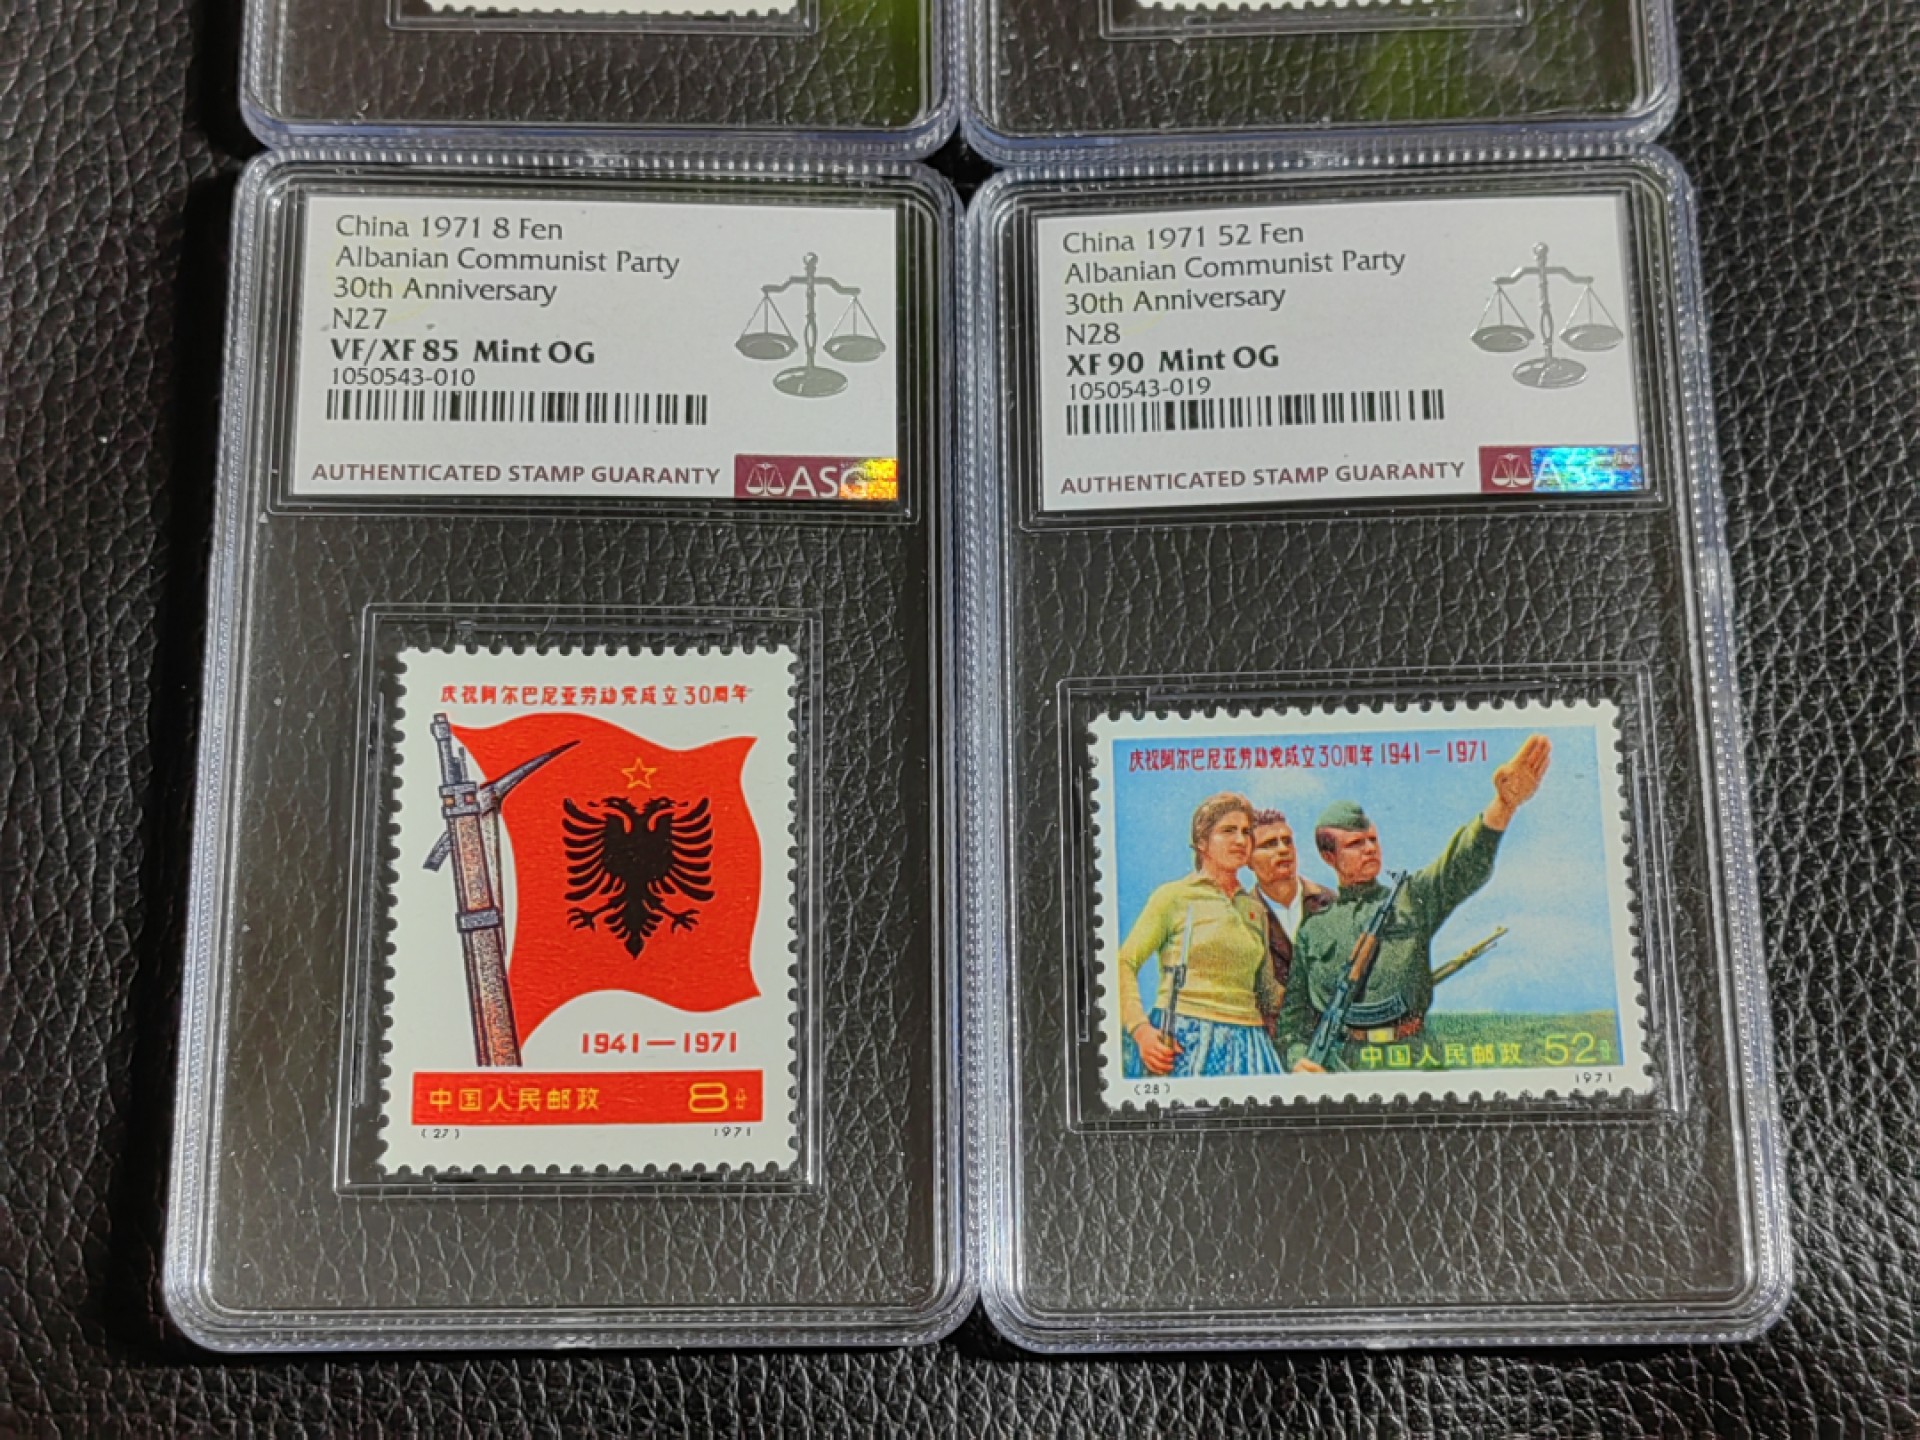 China 1971 8 Fen
Albanian Communist Party
30th Anniversary
N27
VF/XF 85 Mint OG
1050543-010
AUTHENTICATED STAMP GUARANTY ASG
庆祝阿尔巴尼亚劳动党成立30周年
1941—1971
中国人民邮政 8分
(27) 1971
China 1971 52 Fen
Albanian Communist Party
30th Anniversary
N28
XF 90 Mint OG
1050543-019
AUTHENTICATED STAMP GUARANTY ASG
庆祝阿尔巴尼亚劳动党成立30周年 1941—1971
中国人民邮政 52分
(28) 1971